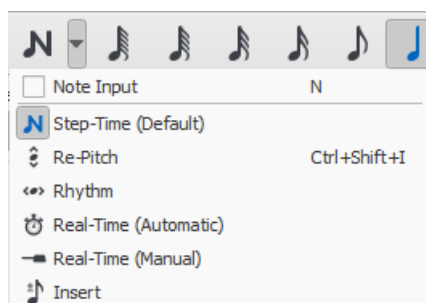 N
Note Input N
N Step-Time (Default)
Re-Pitch Ctrl+Shift+I
Rhythm
Real-Time (Automatic)
Real-Time (Manual)
Insert